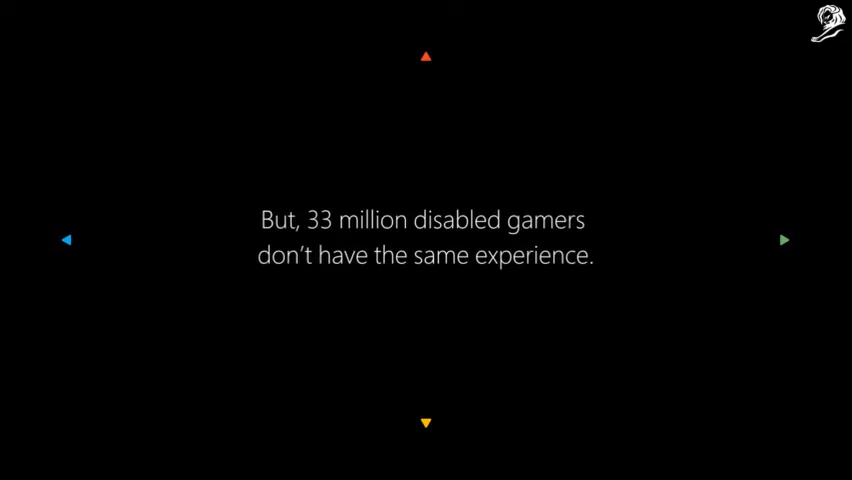 But, 33 million disabled gamers
don't have the same experience.